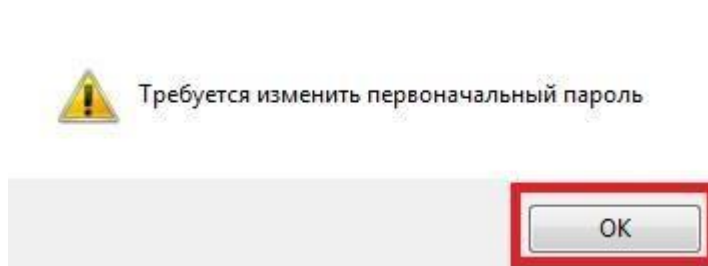 Требуется изменить первоначальный пароль
OK